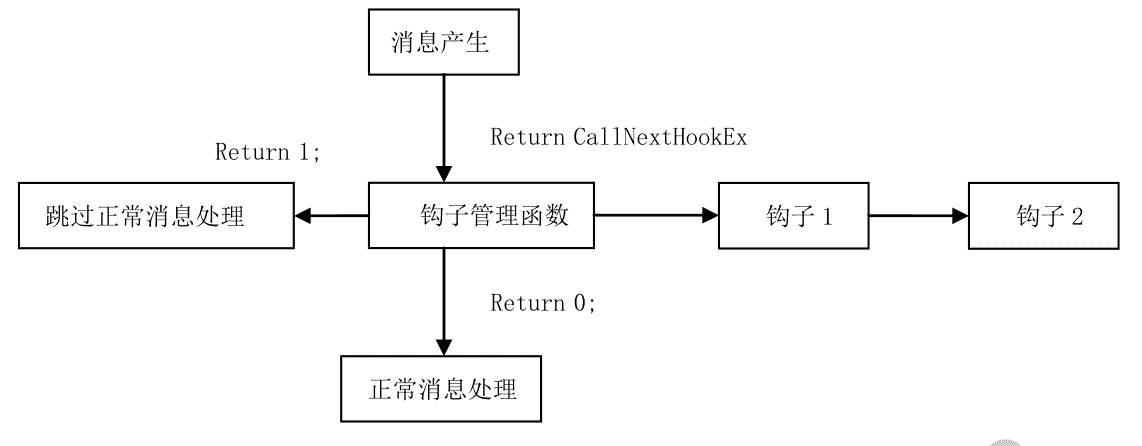 消息产生
Return CallNextHookEx
Return 1;
跳过正常消息处理
钩子管理函数
钩子 1
钩子 2
Return 0;
正常消息处理